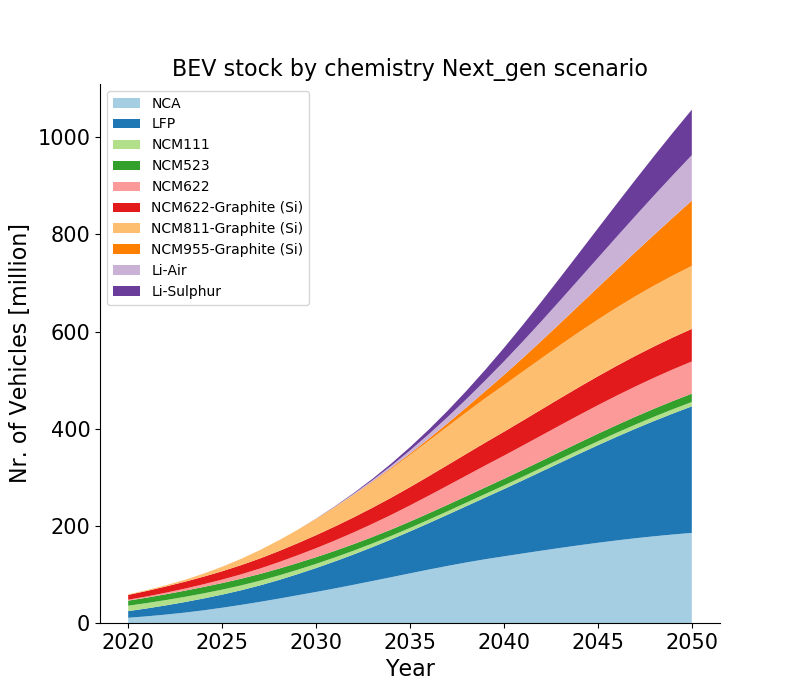 BEV stock by chemistry Next_gen scenario
NCA
LFP
NCM111
NCM523
NCM622
NCM622-Graphite (Si)
NCM811-Graphite (Si)
NCM955-Graphite (Si)
Li-Air
Li-Sulphur
Nr. of Vehicles [million]
1000
800
600
400
200
0
2020 2025 2030 2035 2040 2045 2050
Year